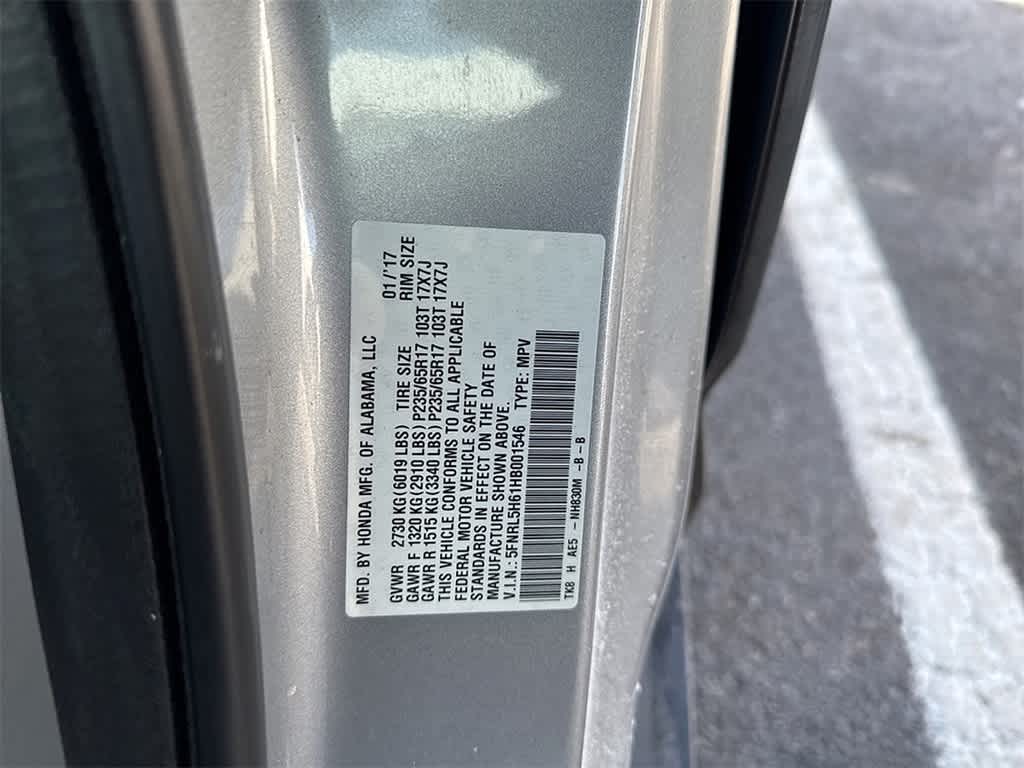 MFD. BY HONDA MFG. OF ALABAMA, LLC 01/'17
GVWR 2730 KG(6019 LBS) TIRE SIZE RIM SIZE
GAWR F 1320 KG(2910 LBS) P235/65R17 103T 17X7J
GAWR R 1515 KG(3340 LBS) P235/65R17 103T 17X7J
THIS VEHICLE CONFORMS TO ALL APPLICABLE
FEDERAL MOTOR VEHICLE SAFETY
STANDARDS IN EFFECT ON THE DATE OF
MANUFACTURE SHOWN ABOVE.
V.I.N.: 5FNRL5H61HB001546 TYPE: MPV
TK8 H AE5 -NH830M -B -B